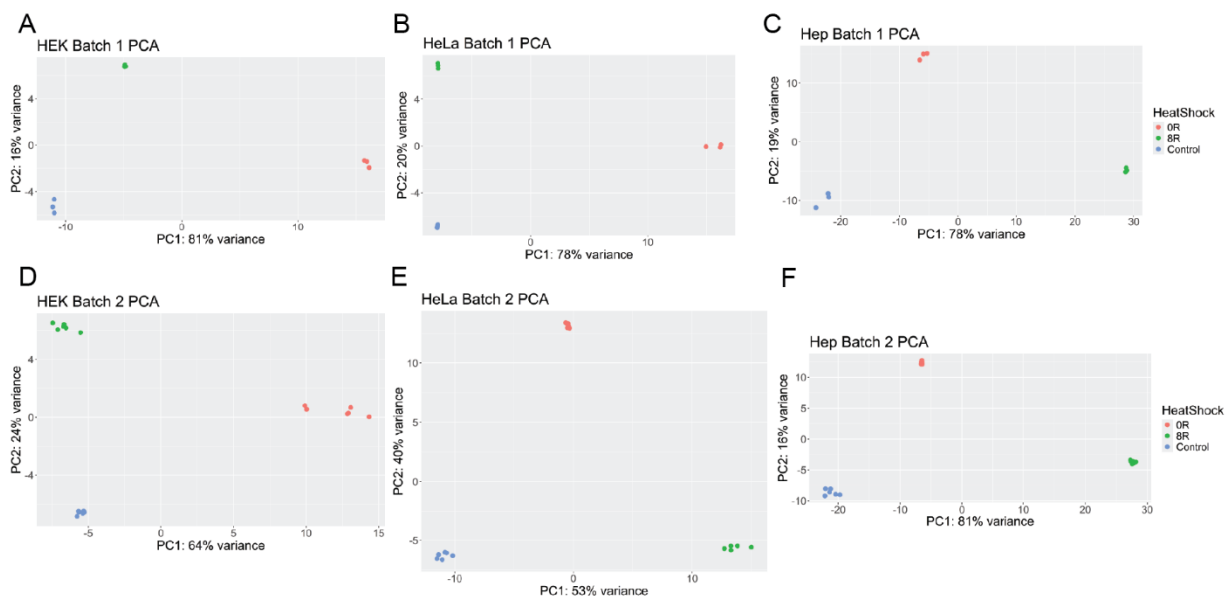 A
HEK Batch 1 PCA
PC2: 16% variance
4
0
-4
-10
0
10
PC1: 81% variance
B
HeLa Batch 1 PCA
PC2: 20% variance
4
0
-4
0
10
PC1: 78% variance
C
Hep Batch 1 PCA
PC2: 19% variance
10
0
-10
-20
-10
0
10
20
30
PC1: 78% variance
HeatShock
0R
8R
Control
D
HEK Batch 2 PCA
PC2: 24% variance
4
0
-4
-5
0
5
10
15
PC1: 64% variance
E
HeLa Batch 2 PCA
PC2: 40% variance
10
5
0
-5
-10
0
10
PC1: 53% variance
F
Hep Batch 2 PCA
PC2: 16% variance
10
5
0
-5
-10
-20
-10
0
10
20
30
PC1: 81% variance
HeatShock
0R
8R
Control